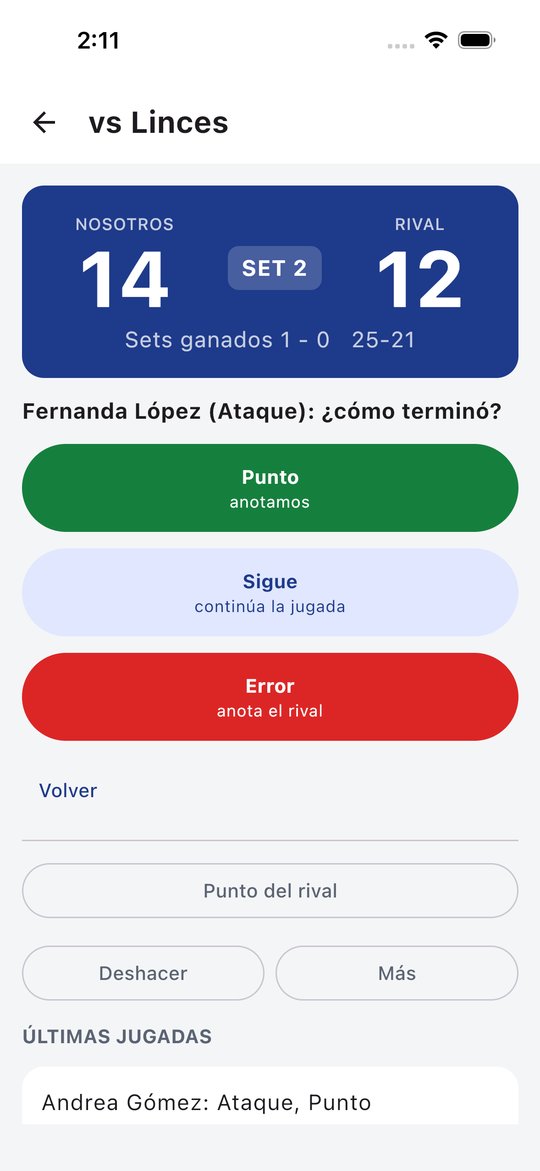 2:11
vs Linces
NOSOTROS
RIVAL
14
SET 2
12
Sets ganados 1 - 0 25-21
Fernanda López (Ataque): ¿cómo terminó?
Punto
anotamos
Sigue
continúa la jugada
Error
anota el rival
Volver
Punto del rival
Deshacer
Más
ÚLTIMAS JUGADAS
Andrea Gómez: Ataque, Punto